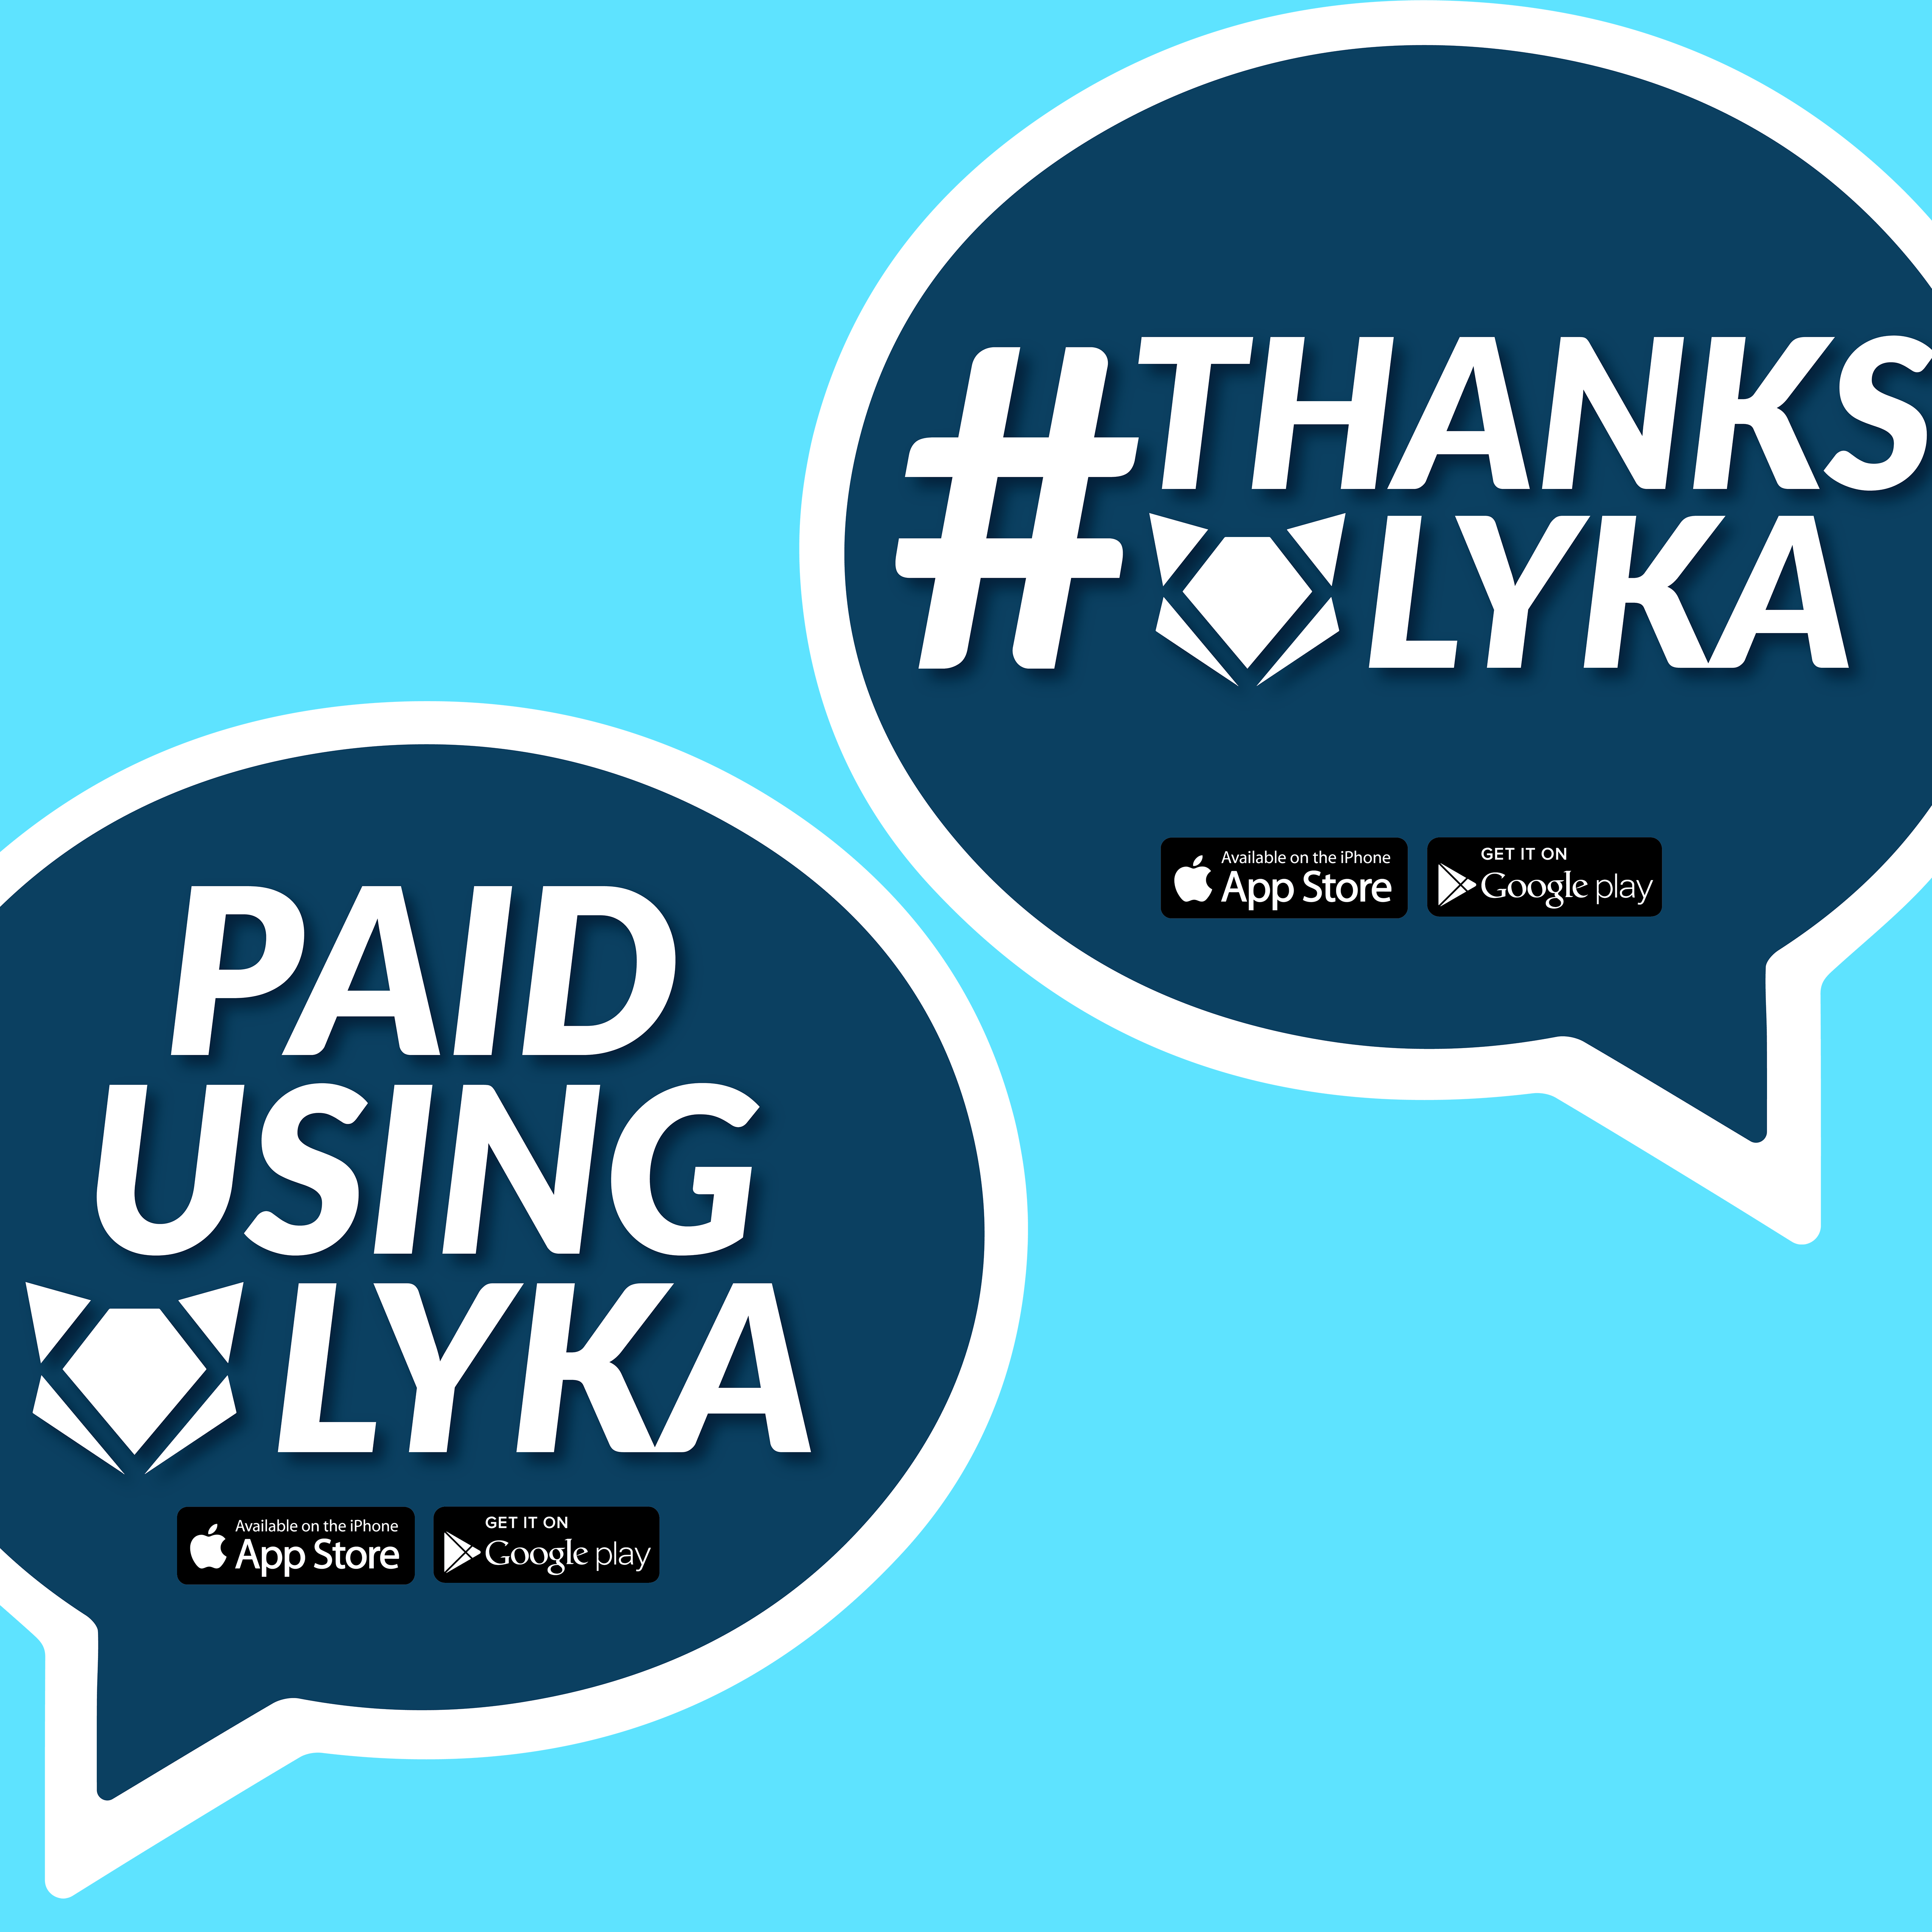 #THANKS
LYKA
Available on the iPhone
App Store
GET IT ON
Google play
PAID
USING
LYKA
Available on the iPhone
App Store
GET IT ON
Google play